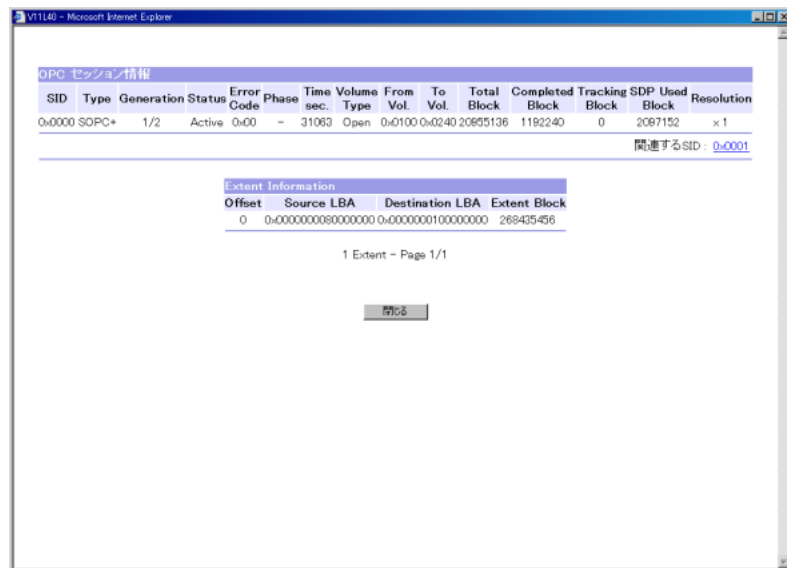 V11L40 - Microsoft Internet Explorer
OPC セッション情報
SID Type Generation Status Error Code Phase Time sec. Volume Type From Vol. To Vol. Total Block Completed Block Tracking Block SDP Used Block Resolution
0x0000 SOPC+ 1/2 Active 0x00 - 31063 Open 0x0100 0x0240 20955136 1192240 0 2097152 ×1
関連するSID : 0x0001
Extent Information
Offset Source LBA Destination LBA Extent Block
0 0x0000000080000000 0x0000000100000000 268435456
1 Extent - Page 1/1
閉じる